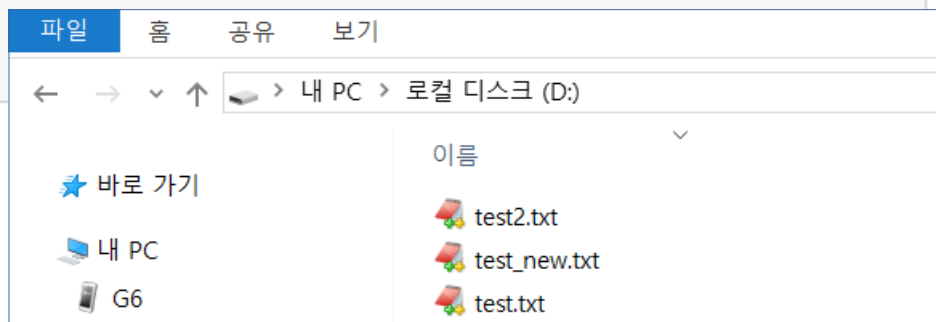 파일 홈 공유 보기
내 PC > 로컬 디스크 (D:)
이름
바로 가기
test2.txt
내 PC
test_new.txt
G6
test.txt